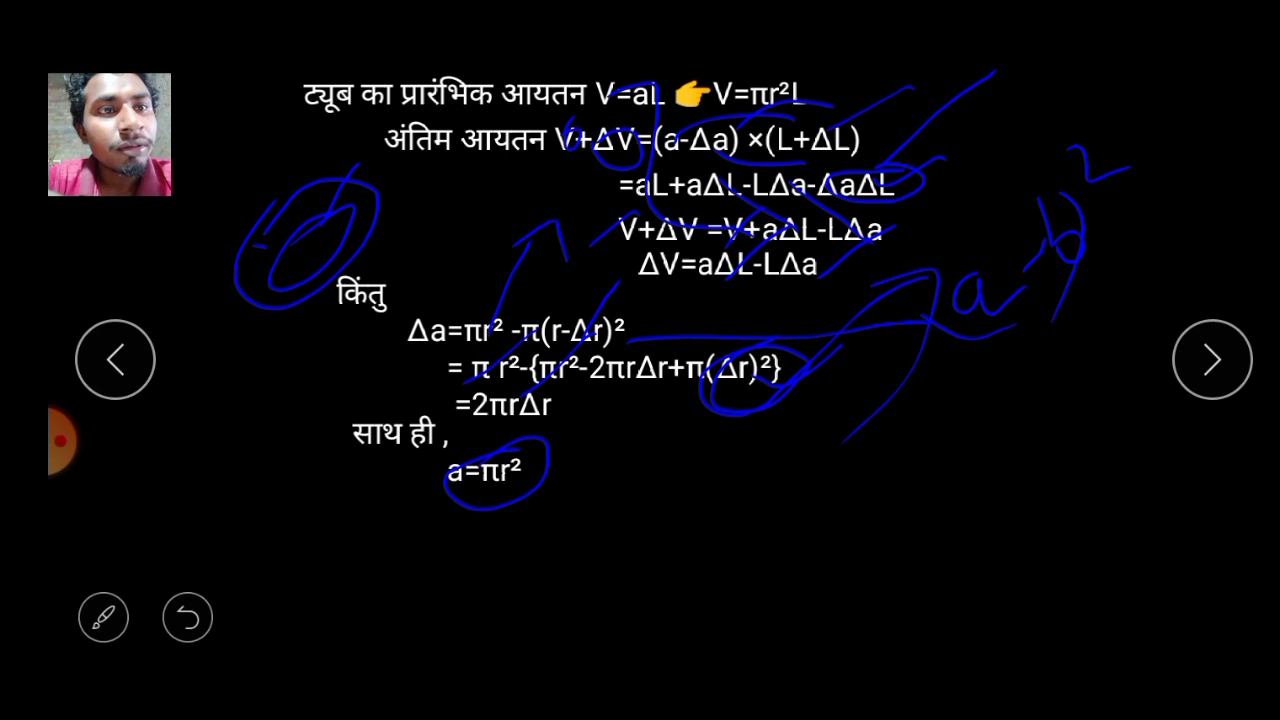 ट्यूब का प्रारंभिक आयतन V=aL 👉V=πr²L
अंतिम आयतन V+ΔV=(a-Δa) ×(L+ΔL)
=aL+aΔL-LΔa-ΔaΔL
V+ΔV =V+aΔL-LΔa
ΔV=aΔL-LΔa
किंतु
Δa=πr² -π(r-Δr)²
= π r²-{πr²-2πrΔr+π(Δr)²}
=2πrΔr
साथ ही ,
a=πr²
a-b)²